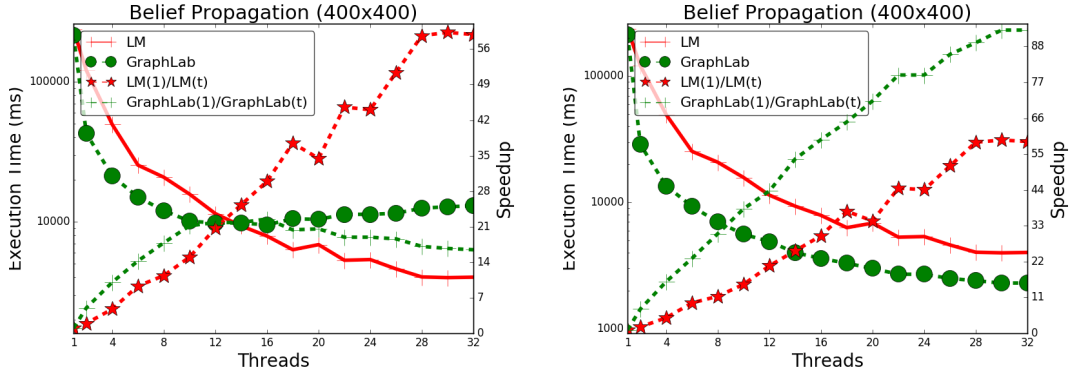 Belief Propagation (400x400)
LM
GraphLab
LM(1)/LM(t)
GraphLab(1)/GraphLab(t)
Execution Time (ms)
100000
10000
Speedup
56
49
42
35
28
21
14
7
0
1 4 8 12 16 20 24 28 32
Threads
Belief Propagation (400x400)
LM
GraphLab
LM(1)/LM(t)
GraphLab(1)/GraphLab(t)
Execution Time (ms)
100000
10000
1000
Speedup
88
77
66
55
44
33
22
11
0
1 4 8 12 16 20 24 28 32
Threads